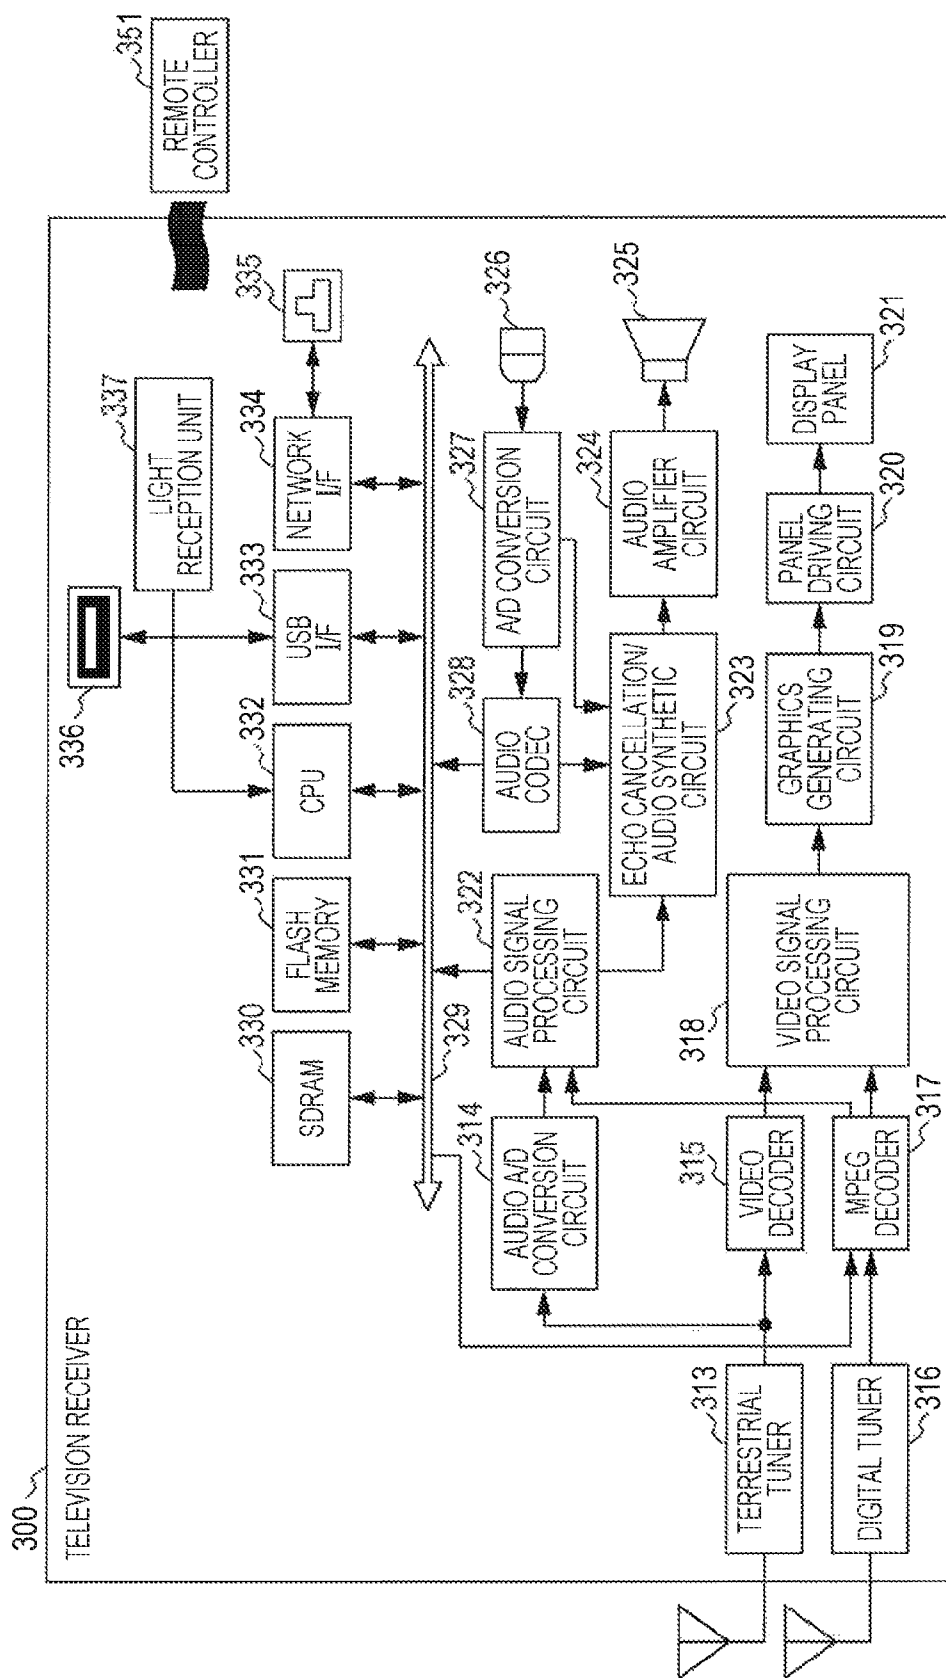 300
TELEVISION RECEIVER
351
REMOTE
CONTROLLER
336
337
LIGHT
RECEPTION UNIT
335
330
SDRAM
331
FLASH
MEMORY
332
CPU
333
USB
I/F
334
NETWORK
I/F
329
314
AUDIO A/D
CONVERSION
CIRCUIT
322
AUDIO SIGNAL
PROCESSING
CIRCUIT
328
AUDIO
CODEC
327
A/D CONVERSION
CIRCUIT
326
323
ECHO CANCELLATION/
AUDIO SYNTHETIC
CIRCUIT
324
AUDIO
AMPLIFIER
CIRCUIT
325
313
TERRESTRIAL
TUNER
315
VIDEO
DECODER
318
VIDEO SIGNAL
PROCESSING
CIRCUIT
319
GRAPHICS
GENERATING
CIRCUIT
320
PANEL
DRIVING
CIRCUIT
321
DISPLAY
PANEL
316
DIGITAL TUNER
317
MPEG
DECODER